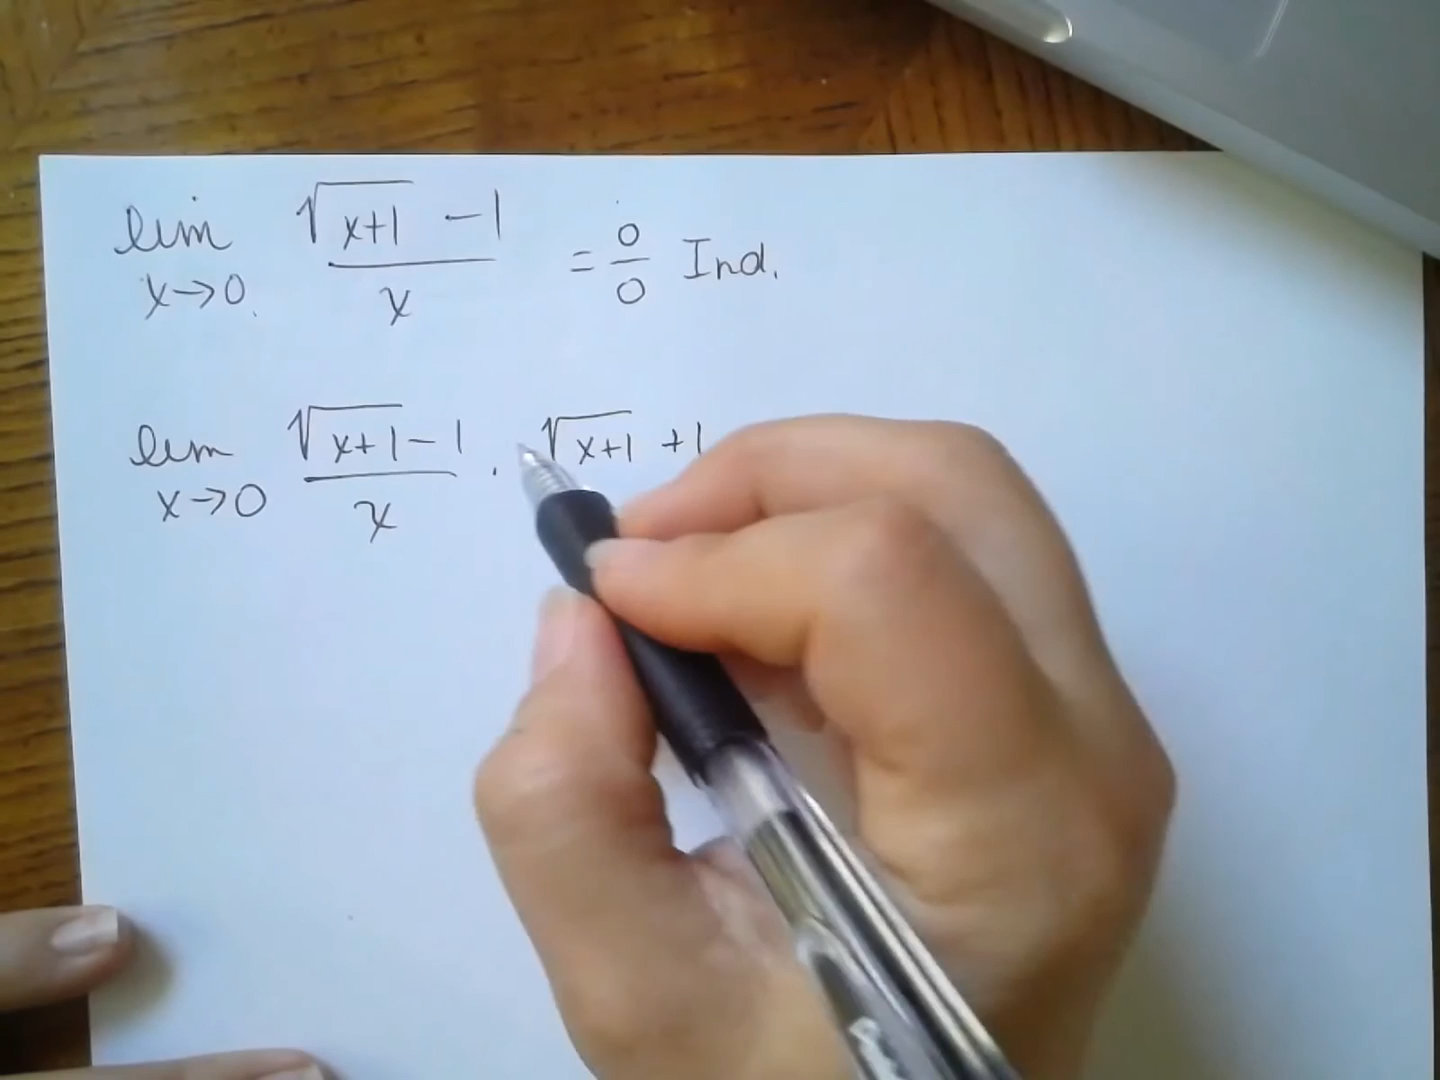 lim √(x+1) -1 / x = 0/0 Ind.
x→0
lim √(x+1) -1 / x . √(x+1) +1
x→0